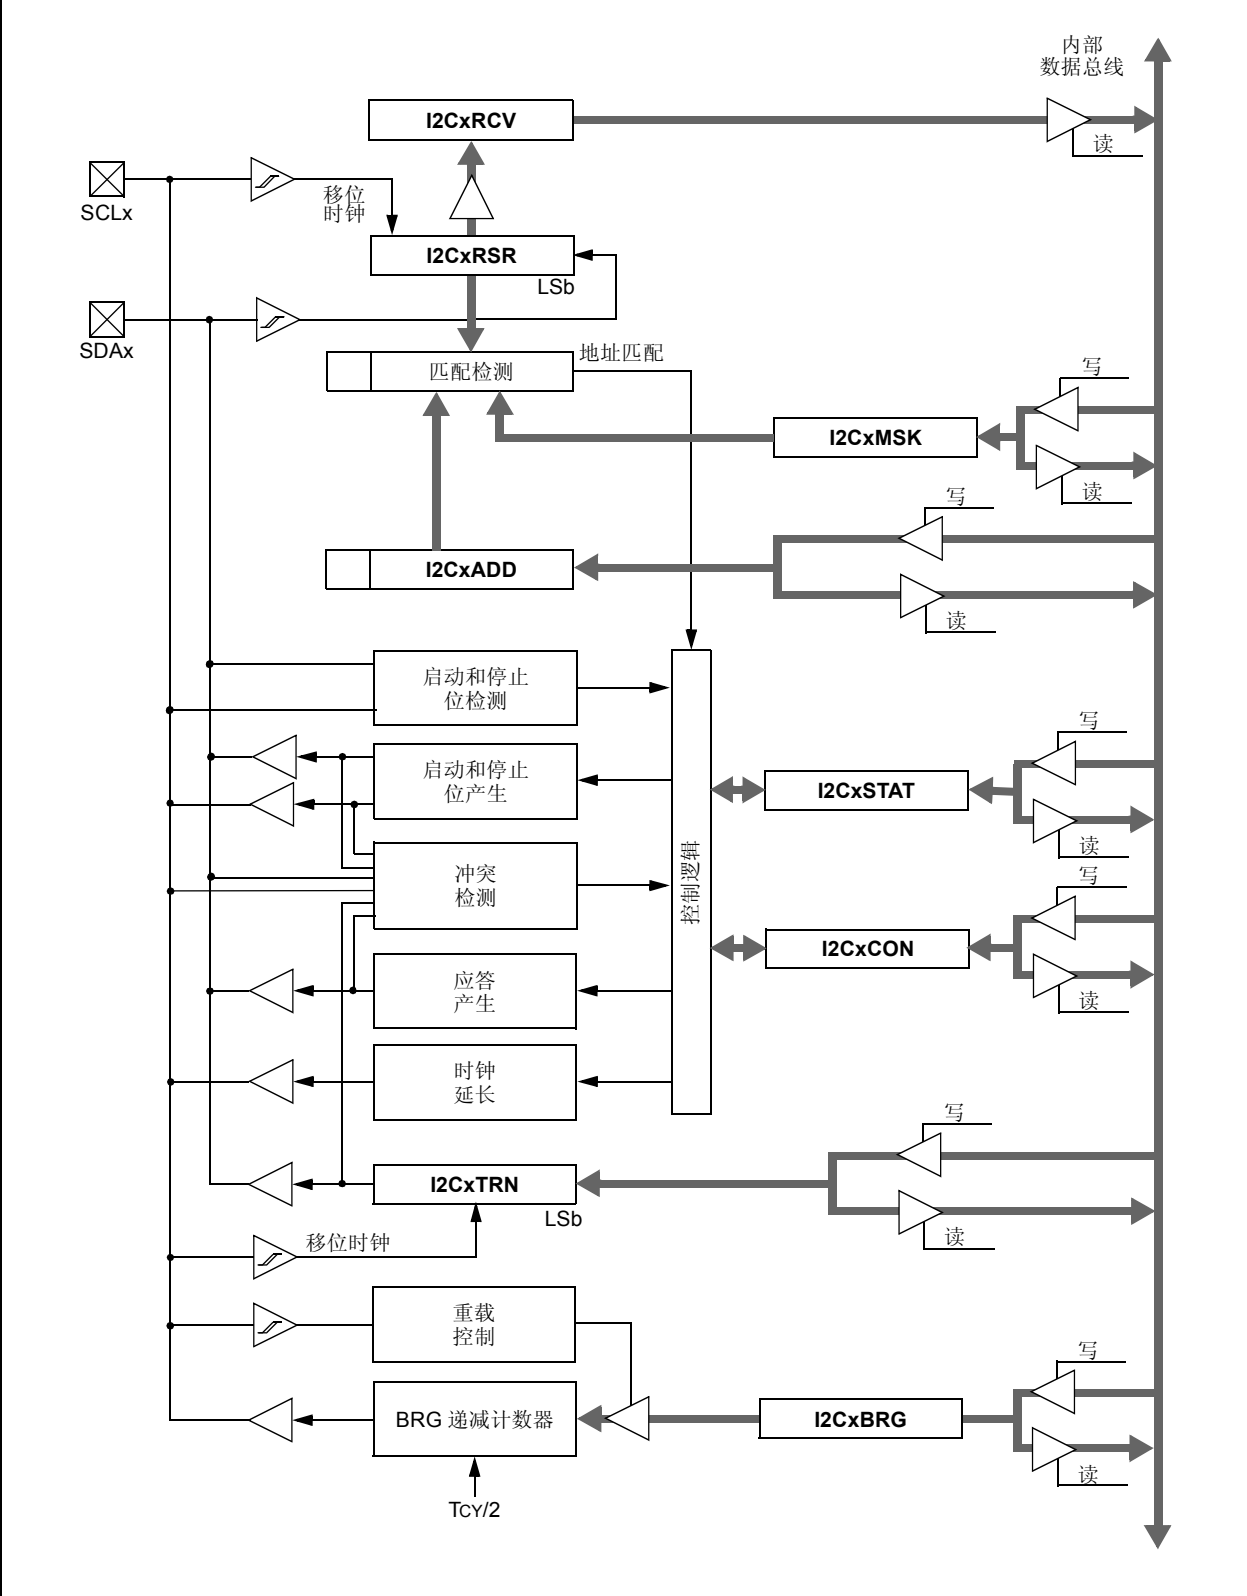 内部
数据总线
I2CxRCV
读
SCLx
移位
时钟
I2CxRSR
LSb
SDAx
地址匹配
匹配检测
写
I2CxMSK
读
写
I2CxADD
读
启动和停止
位检测
写
启动和停止
位产生
I2CxSTAT
读
控制逻辑
冲突
检测
写
I2CxCON
读
应答
产生
时钟
延长
写
I2CxTRN
LSb
读
移位时钟
重载
控制
写
BRG 递减计数器
I2CxBRG
读
TCY/2